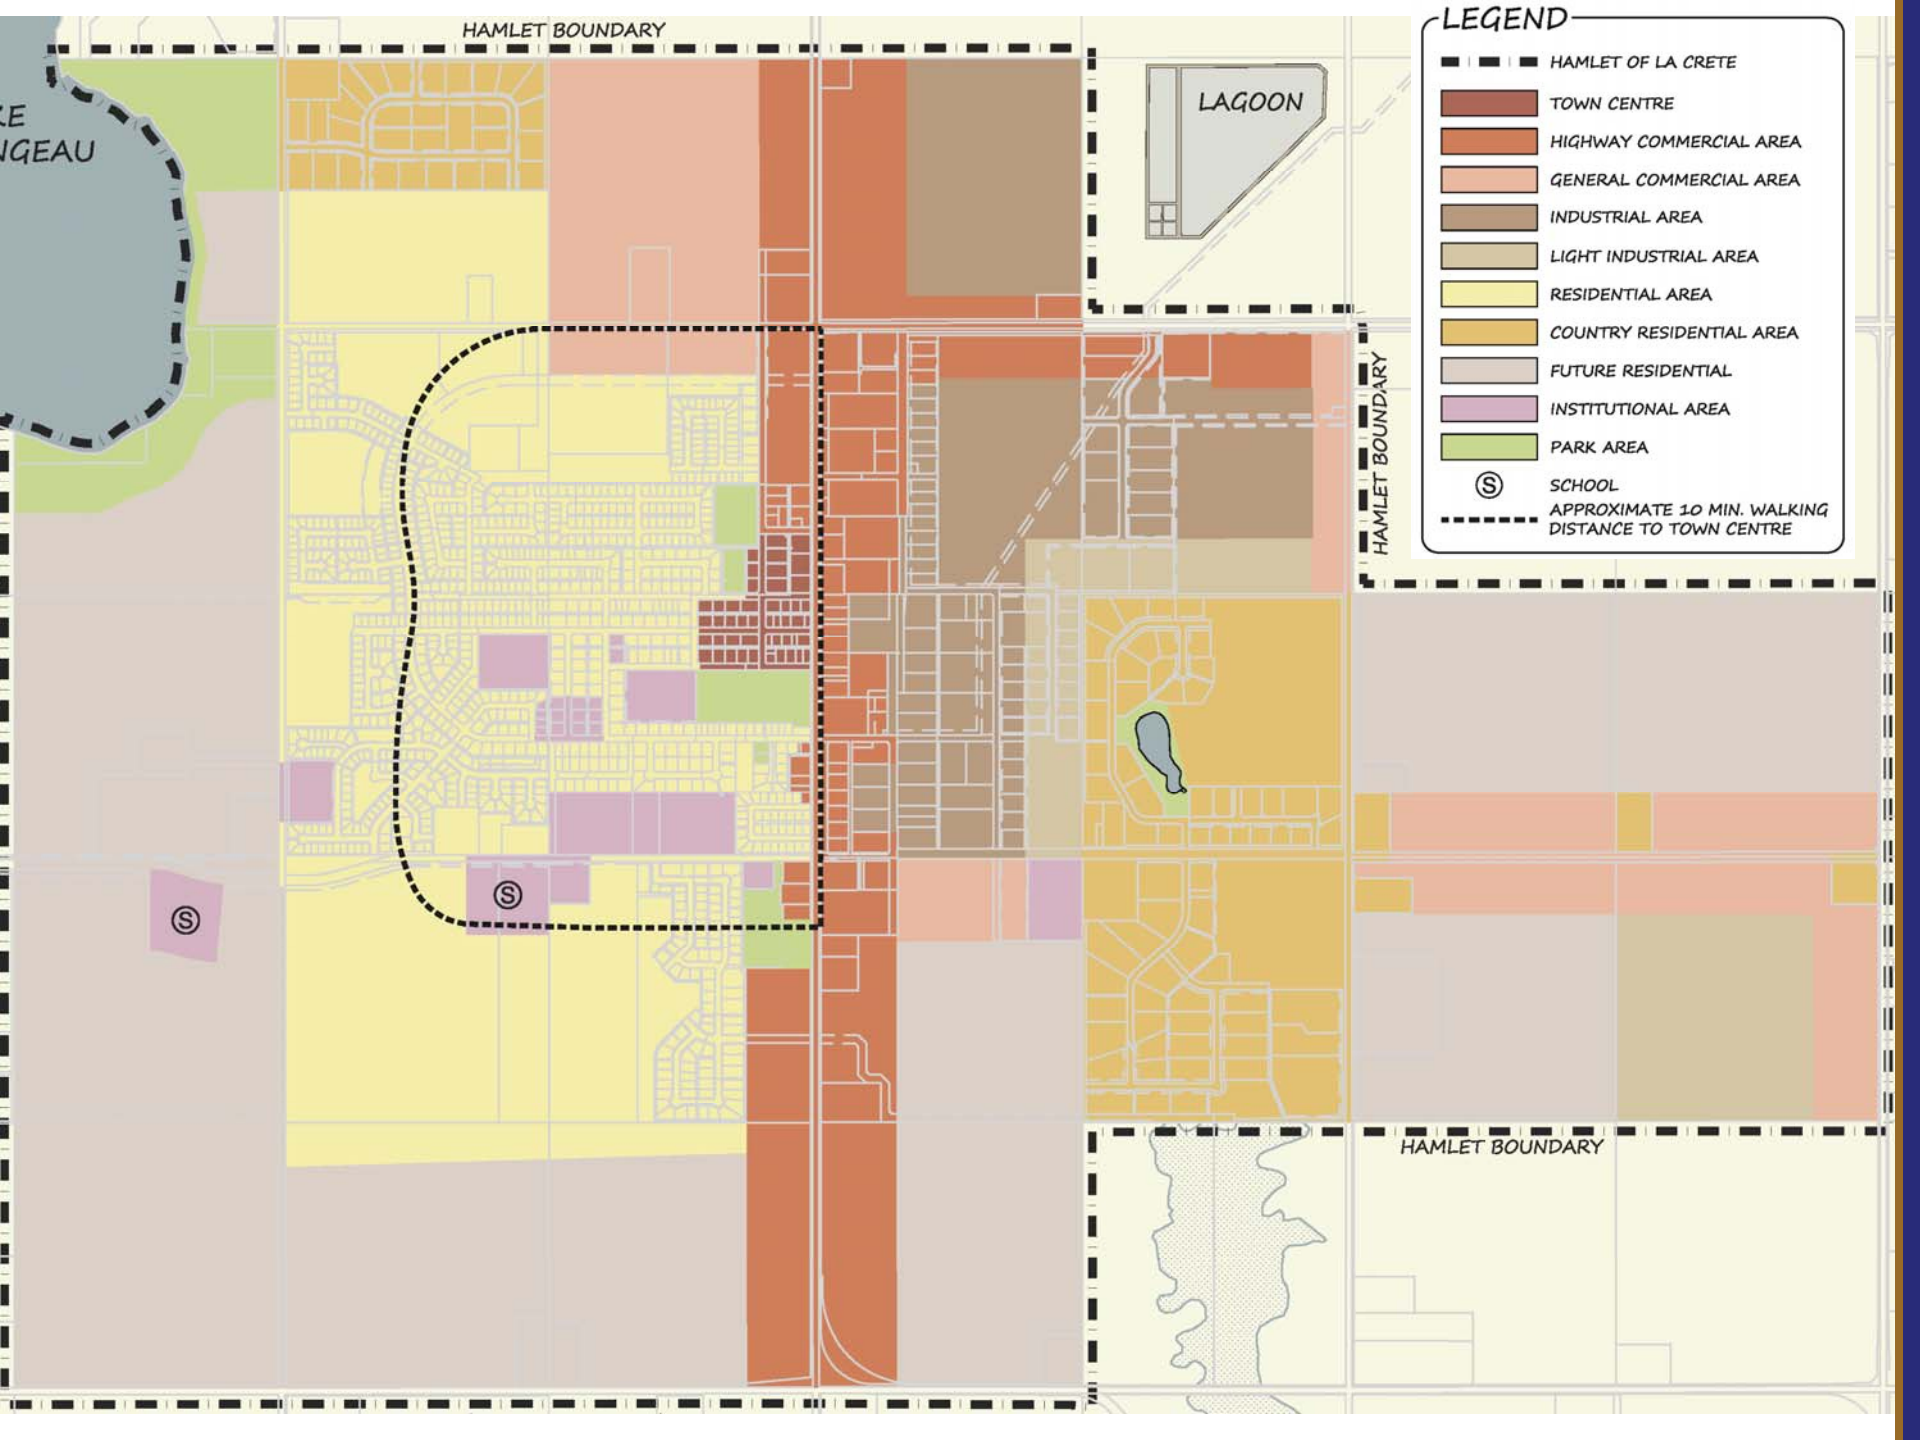 HAMLET BOUNDARY
LEGEND
HAMLET OF LA CRETE
TOWN CENTRE
HIGHWAY COMMERCIAL AREA
GENERAL COMMERCIAL AREA
INDUSTRIAL AREA
LIGHT INDUSTRIAL AREA
RESIDENTIAL AREA
COUNTRY RESIDENTIAL AREA
FUTURE RESIDENTIAL
INSTITUTIONAL AREA
PARK AREA
S SCHOOL
APPROXIMATE 10 MIN. WALKING
DISTANCE TO TOWN CENTRE
LAGOON
KE
NGEAU
HAMLET BOUNDARY
S
S
HAMLET BOUNDARY